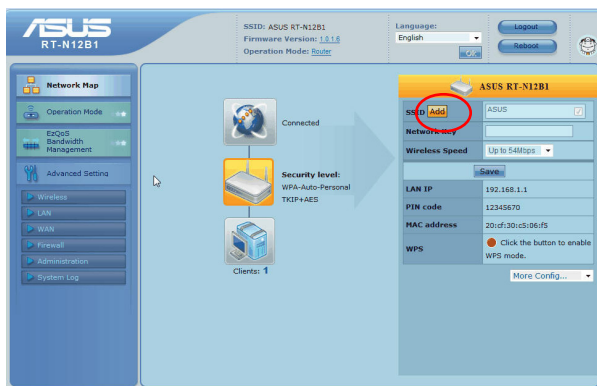 ASUS
RT-N12B1
SSID: ASUS RT-N12B1
Firmware Version: 1.0.1.6
Operation Mode: Router
Language:
English
OK
Logout
Reboot
Network Map
Operation Mode
EzQoS
Bandwidth
Management
Advanced Setting
Wireless
LAN
WAN
Firewall
Administration
System Log
Connected
Security level:
WPA-Auto-Personal
TKIP+AES
Clients: 1
ASUS RT-N12B1
SSID Add ASUS
Network Key
Wireless Speed Up to 54Mbps
Save
LAN IP 192.168.1.1
PIN code 12345670
MAC address 20:cf:30:c5:06:f5
WPS Click the button to enable
WPS mode.
More Config...